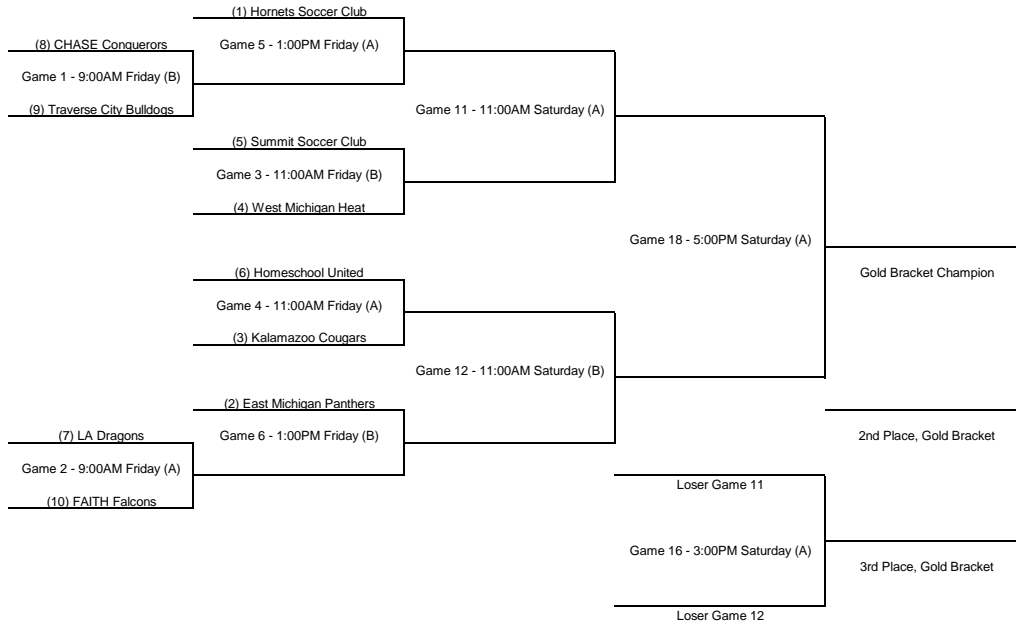 (1) Hornets Soccer Club
(8) CHASE Conquerors
Game 5 - 1:00PM Friday (A)
Game 1 - 9:00AM Friday (B)
(9) Traverse City Bulldogs
Game 11 - 11:00AM Saturday (A)
(5) Summit Soccer Club
Game 3 - 11:00AM Friday (B)
(4) West Michigan Heat
Game 18 - 5:00PM Saturday (A)
(6) Homeschool United
Gold Bracket Champion
Game 4 - 11:00AM Friday (A)
(3) Kalamazoo Cougars
Game 12 - 11:00AM Saturday (B)
(2) East Michigan Panthers
(7) LA Dragons
Game 6 - 1:00PM Friday (B)
2nd Place, Gold Bracket
Game 2 - 9:00AM Friday (A)
Loser Game 11
(10) FAITH Falcons
Game 16 - 3:00PM Saturday (A)
3rd Place, Gold Bracket
Loser Game 12